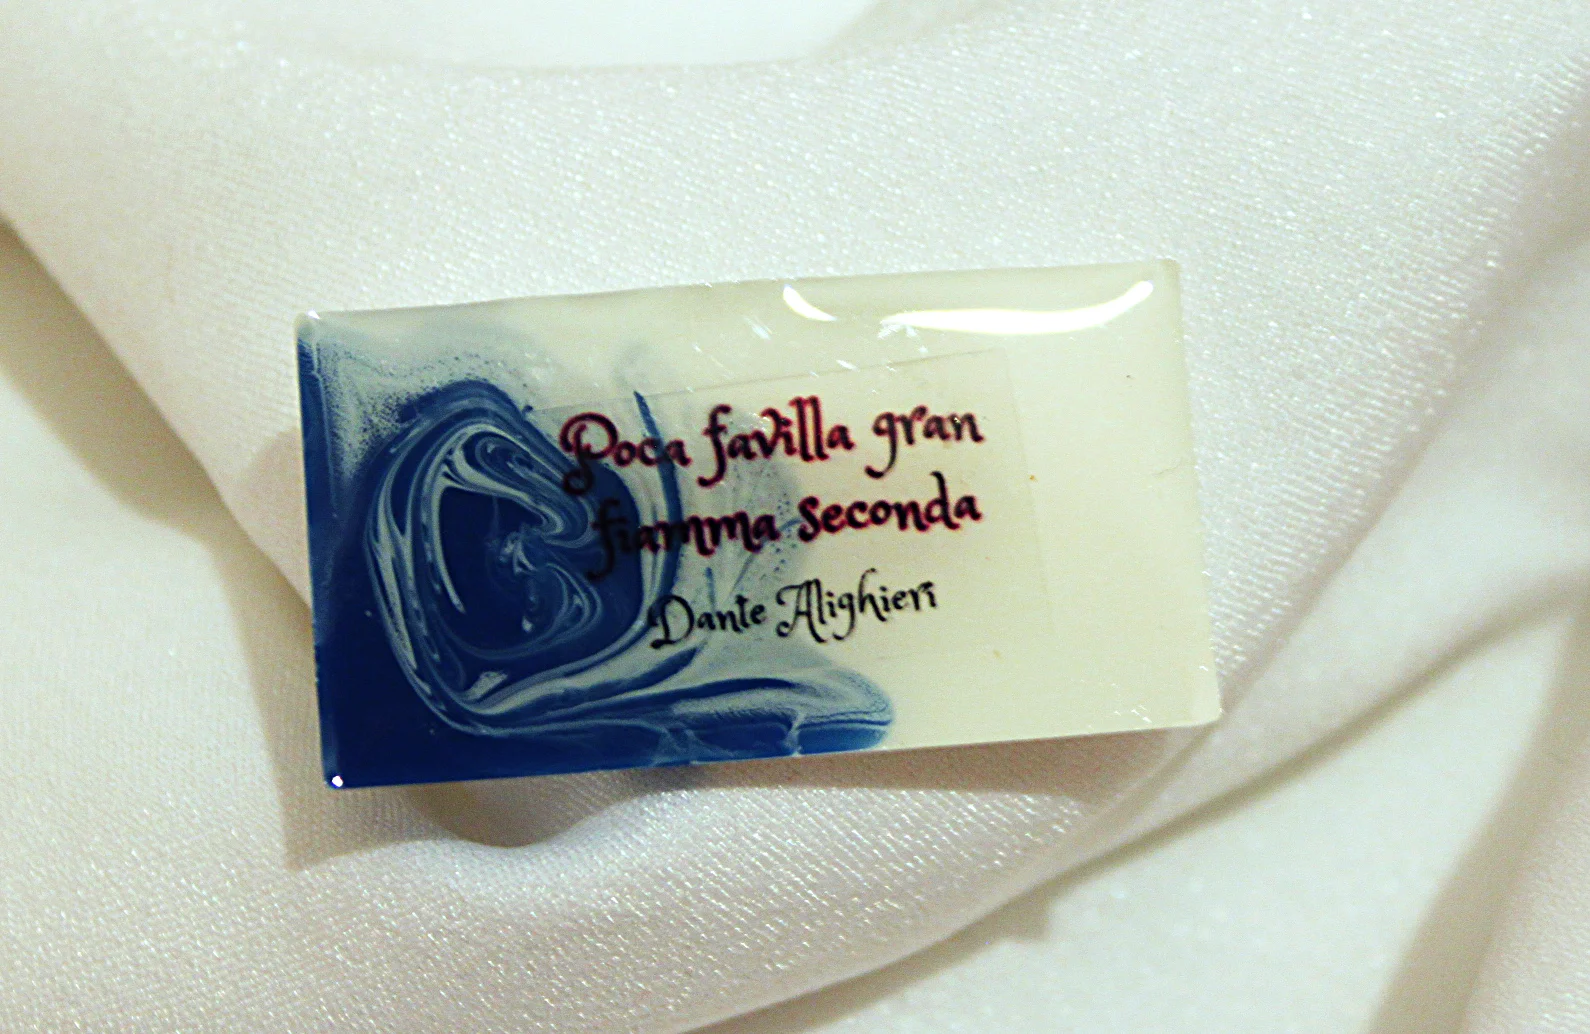 Poca favilla gran
fiamma seconda
Dante Alighieri